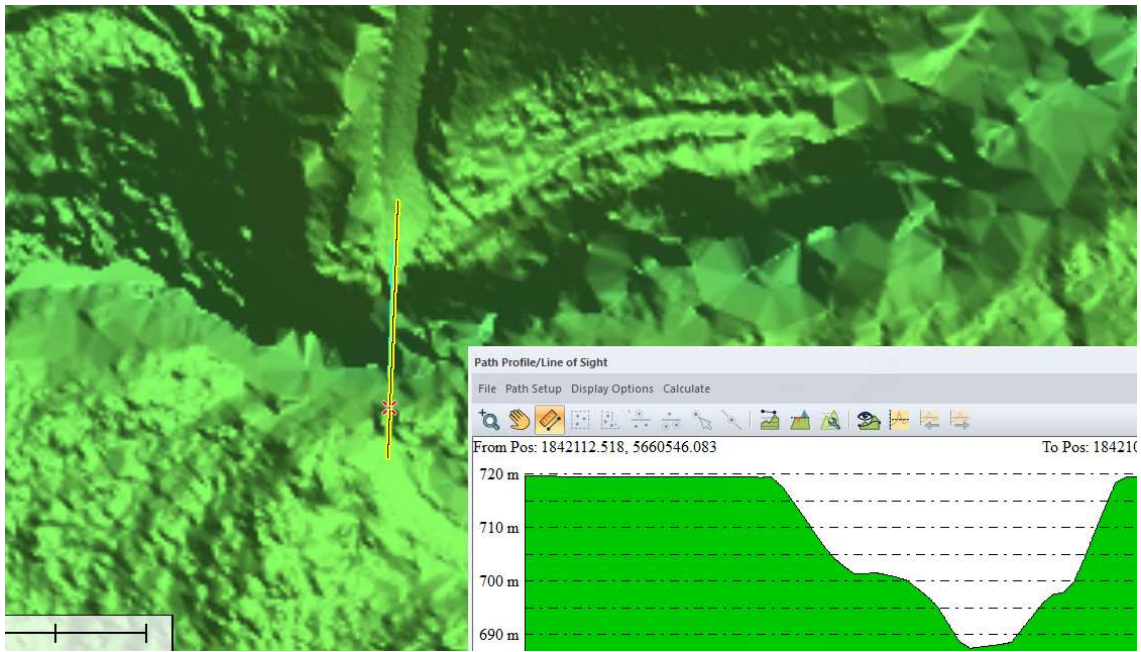 Path Profile/Line of Sight
File Path Setup Display Options Calculate
From Pos: 1842112.518, 5660546.083 To Pos: 184210
720 m
710 m
700 m
690 m